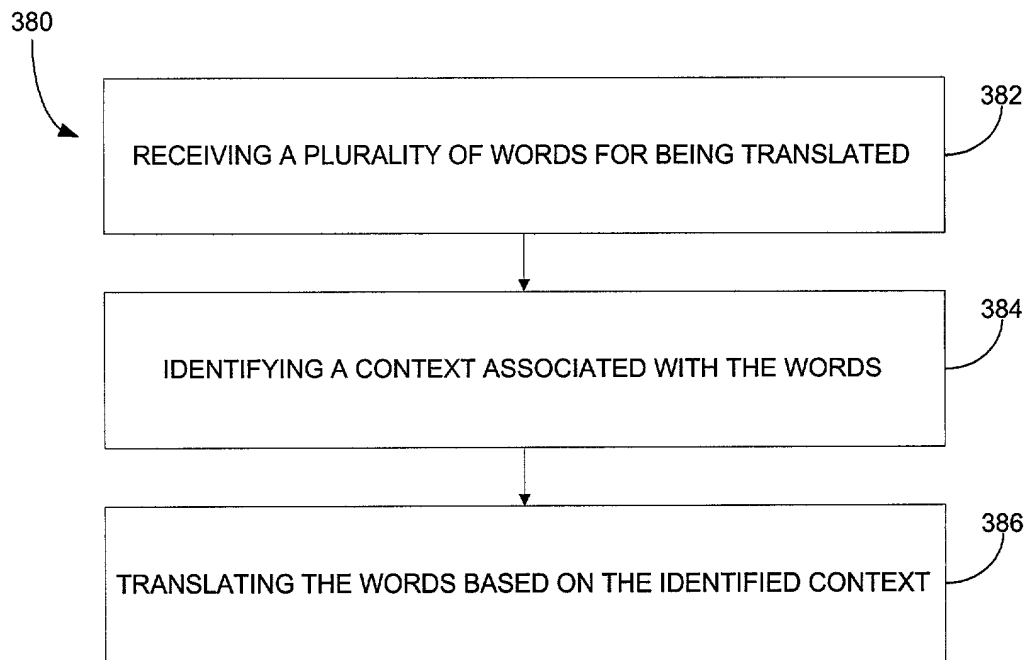 380
382
RECEIVING A PLURALITY OF WORDS FOR BEING TRANSLATED
384
IDENTIFYING A CONTEXT ASSOCIATED WITH THE WORDS
386
TRANSLATING THE WORDS BASED ON THE IDENTIFIED CONTEXT